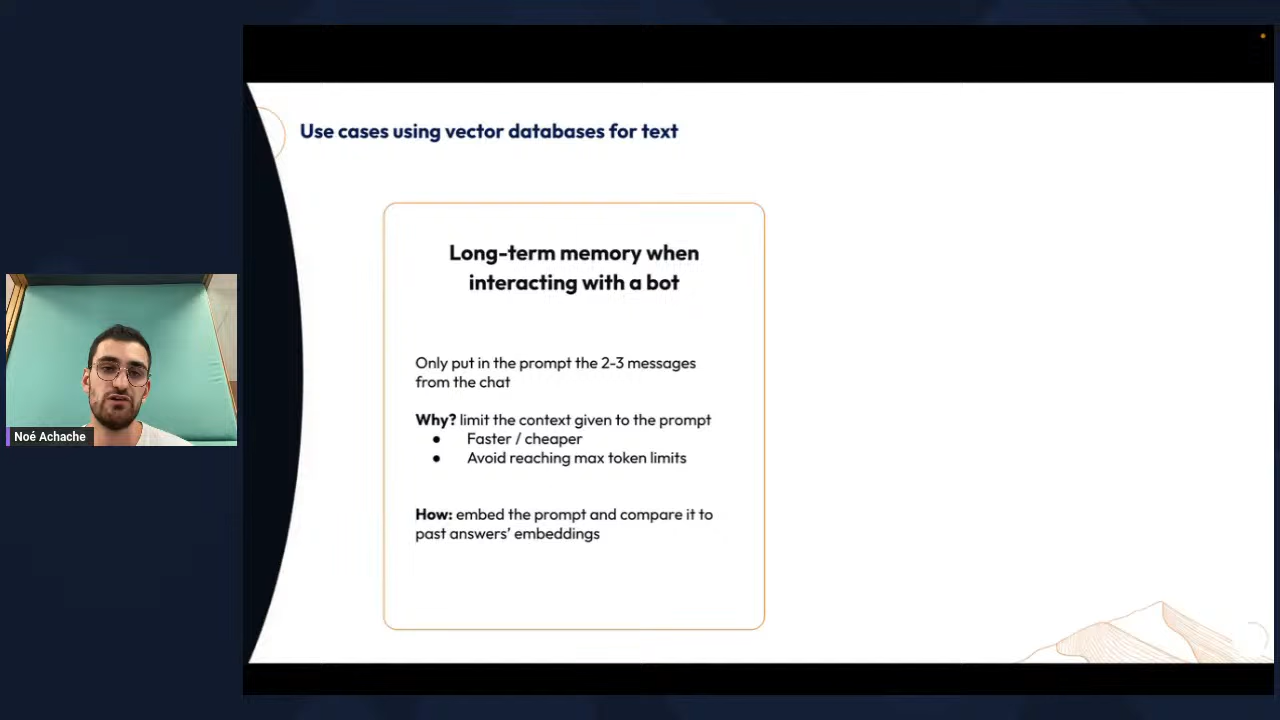 Use cases using vector databases for text
Long-term memory when
interacting with a bot
Only put in the prompt the 2-3 messages
from the chat
Why? limit the context given to the prompt
● Faster / cheaper
● Avoid reaching max token limits
How: embed the prompt and compare it to
past answers’ embeddings
Noé Achache